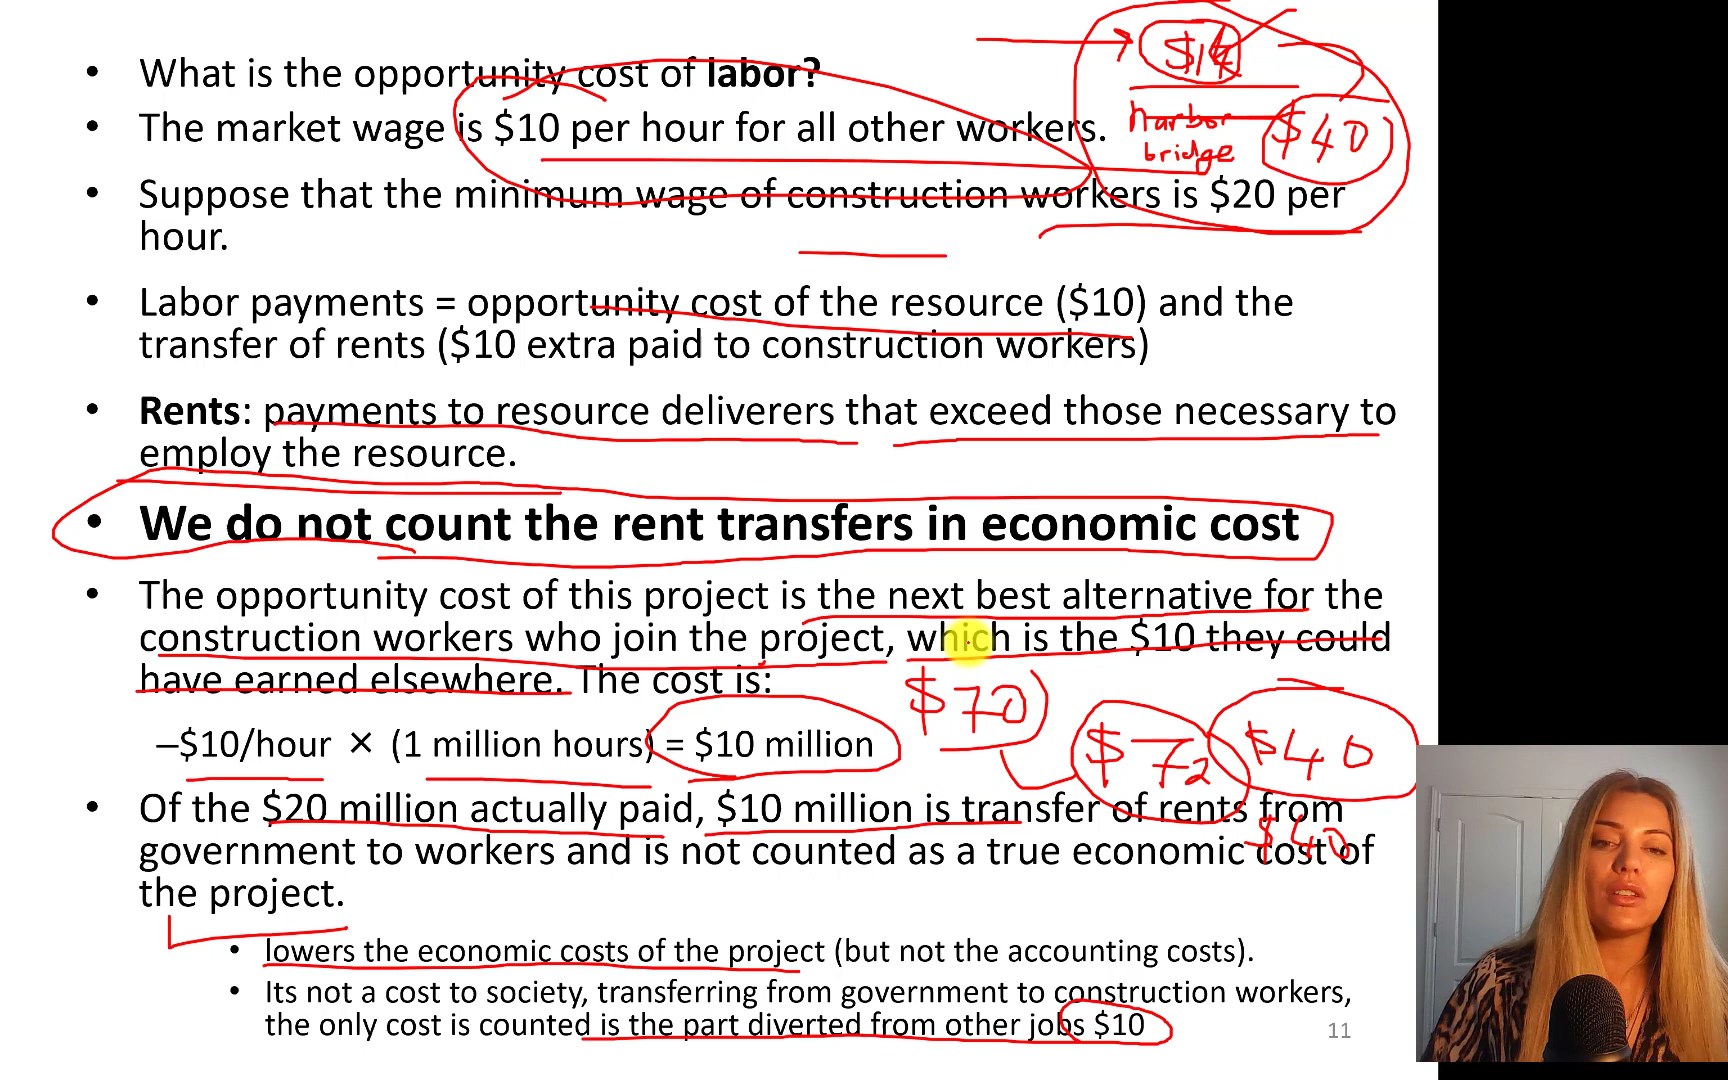 • What is the opportunity cost of labor?
• The market wage is $10 per hour for all other workers.
• Suppose that the minimum wage of construction workers is $20 per
hour.
• Labor payments = opportunity cost of the resource ($10) and the
transfer of rents ($10 extra paid to construction workers)
• Rents: payments to resource deliverers that exceed those necessary to
employ the resource.
• We do not count the rent transfers in economic cost
• The opportunity cost of this project is the next best alternative for the
construction workers who join the project, which is the $10 they could
have earned elsewhere. The cost is:
–$10/hour × (1 million hours) = $10 million
• Of the $20 million actually paid, $10 million is transfer of rents from
government to workers and is not counted as a true economic cost of
the project.
• lowers the economic costs of the project (but not the accounting costs).
• Its not a cost to society, transferring from government to construction workers,
the only cost is counted is the part diverted from other jobs $10
11
harbor
bridge
$40
$70
$72
$40
$40